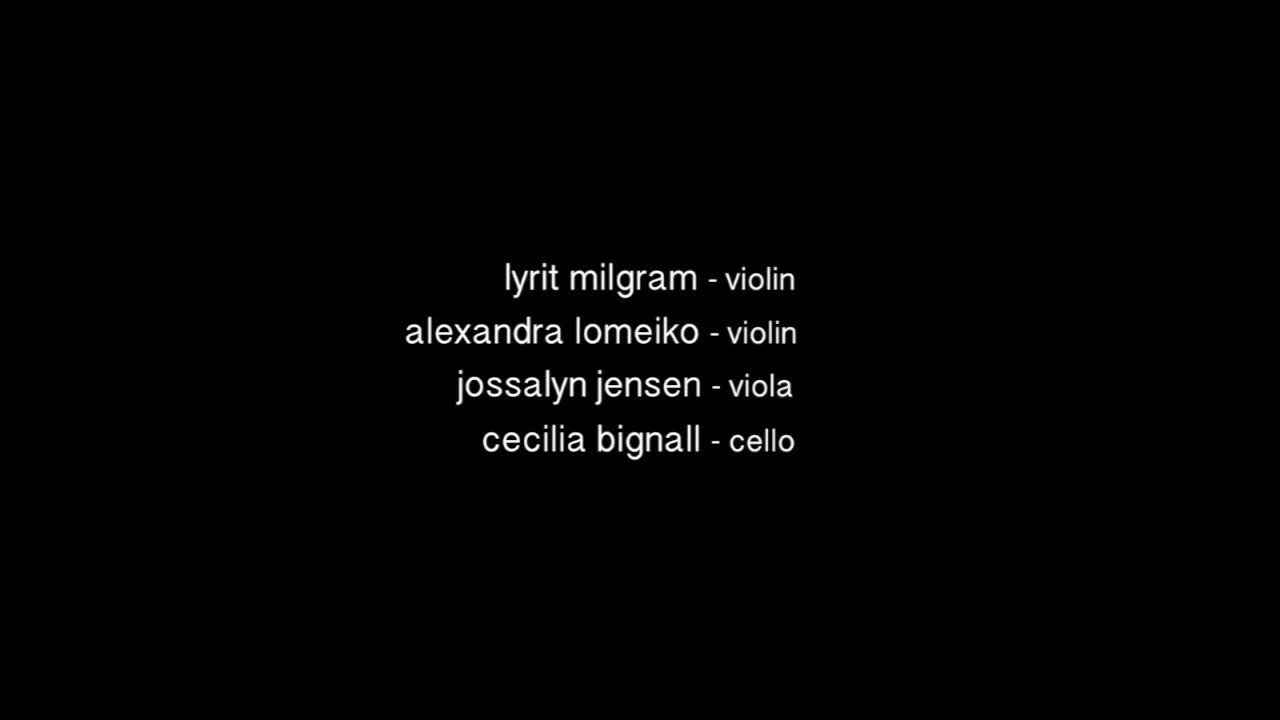 lyrit milgram - violin
alexandra lomeiko - violin
jossalyn jensen - viola
cecilia bignall - cello